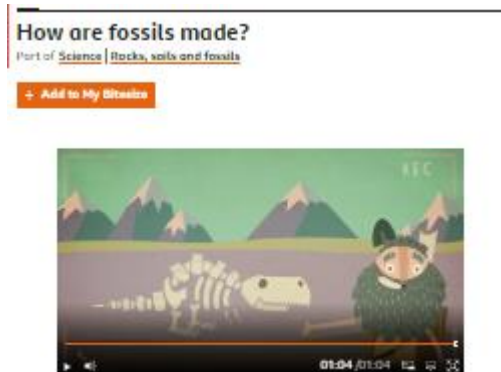 How are fossils made?
Part of Science | Rocks, soils and fossils
+ Add to My Bitesize
REC
01:04 / 01:04